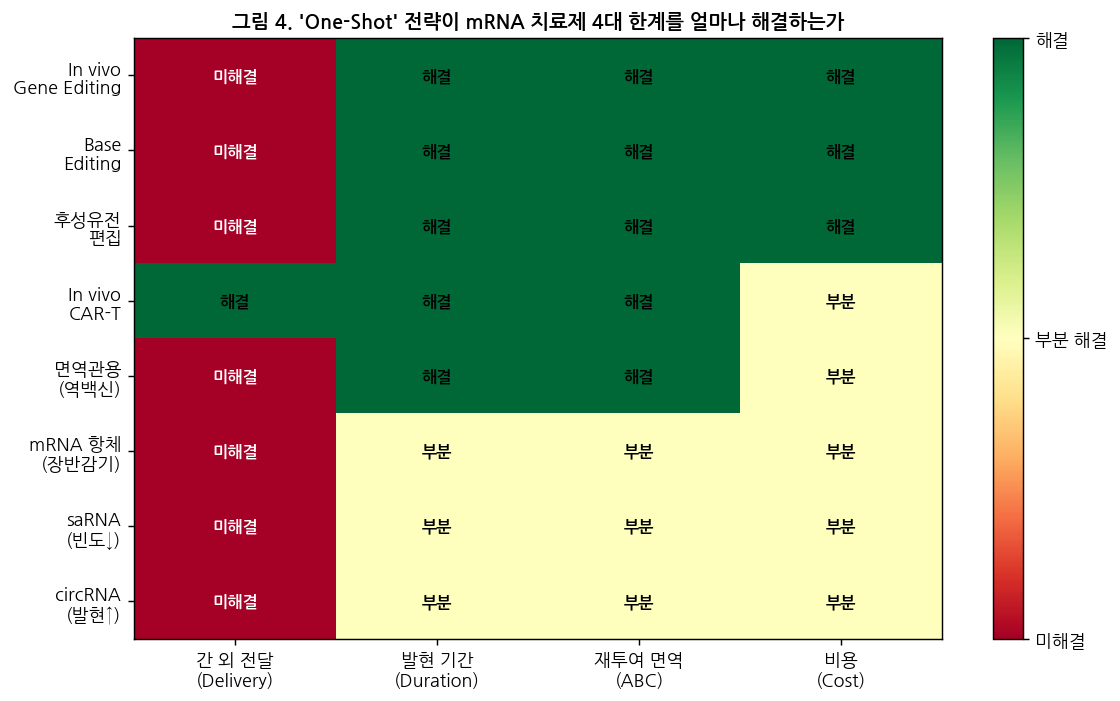 그림 4. 'One-Shot' 전략이 mRNA 치료제 4대 한계를 얼마나 해결하는가
In vivo
Gene Editing
미해결
해결
해결
해결
Base
Editing
미해결
해결
해결
해결
후성유전
편집
미해결
해결
해결
해결
In vivo
CAR-T
해결
해결
해결
부분
면역관용
(역백신)
미해결
해결
해결
부분
mRNA 항체
(장반감기)
미해결
부분
부분
부분
saRNA
(빈도↓)
미해결
부분
부분
부분
circRNA
(발현↑)
미해결
부분
부분
부분
간 외 전달
(Delivery)
발현 기간
(Duration)
재투여 면역
(ABC)
비용
(Cost)
해결
부분 해결
미해결